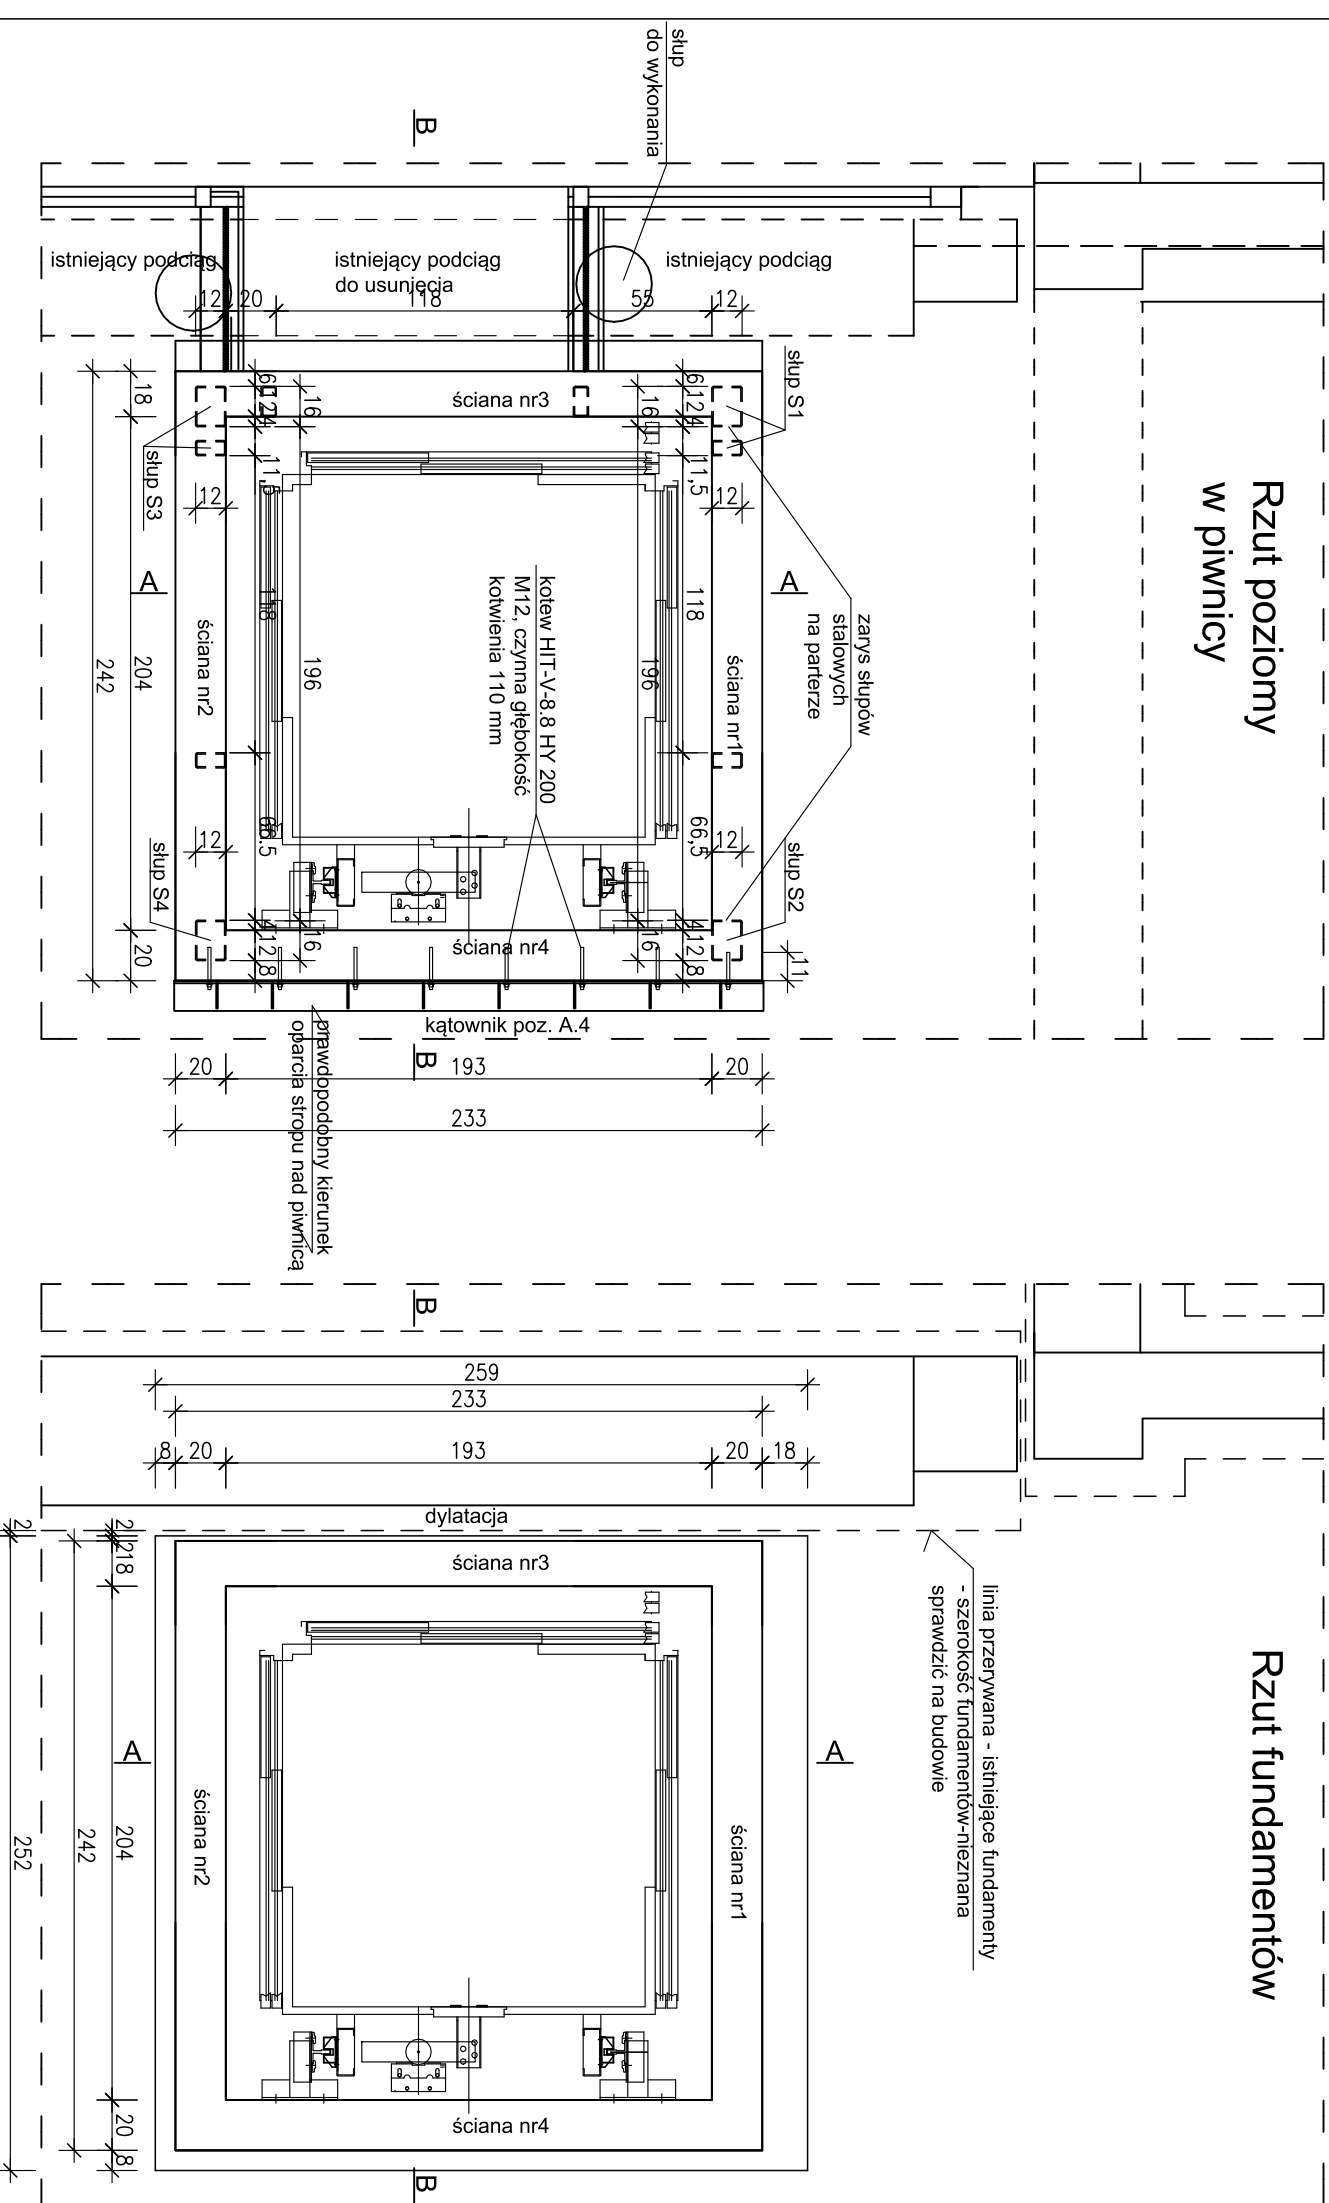 Rzut poziomy
w piwnicy
słup
do wykonania
B
istniejący podciąg
istniejący podciąg
do usunięcia
istniejący podciąg
12
20
118
55
12
słup S1
ściana nr3
słup S3
18
204
20
242
6
12
4
11,5
118
66,5
4
12
8
16
196
16
6
12
4
11,5
118
66,5
4
12
8
16
196
16
12
12
12
12
11
A
A
ściana nr2
ściana nr1
zarys słupów
stalowych
na parterze
kotew HIT-V-8.8 HY 200
M12, czynna głębokość
kotwienia 110 mm
słup S4
słup S2
ściana nr4
kątownik poz. A.4
prawdopodobny kierunek
oparcia stropu nad piwnicą
B
20
193
20
233
Rzut fundamentów
B
259
233
8
20
193
20
18
dylatacja
ściana nr3
linia przerywana - istniejące fundamenty
- szerokość fundamentów-nieznana
sprawdzić na budowie
A
A
ściana nr2
ściana nr1
ściana nr4
2
2
18
204
20
8
242
2
252
B